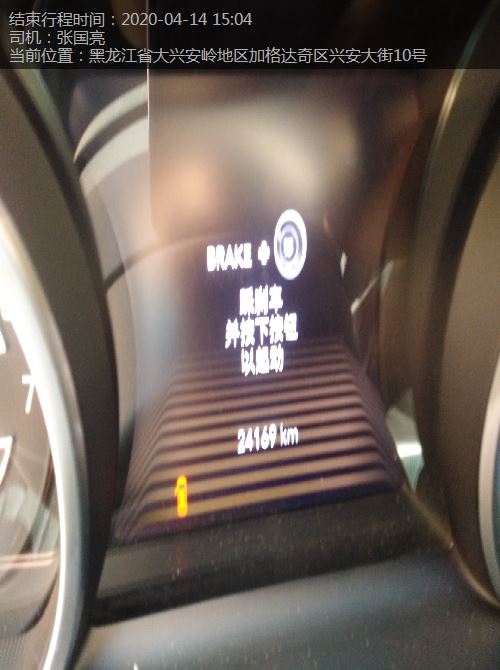 结束行程时间：2020-04-14 15:04
司机：张国亮
当前位置：黑龙江省大兴安岭地区加格达奇区兴安大街10号
BRAKE +
踩刹车
并按下按钮
以起动
24169 km
7